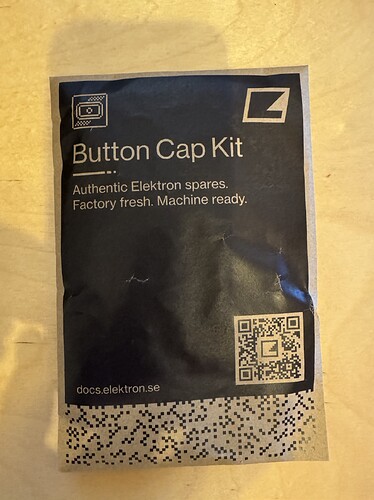 Button Cap Kit
Authentic Elektron spares.
Factory fresh. Machine ready.
docs.elektron.se